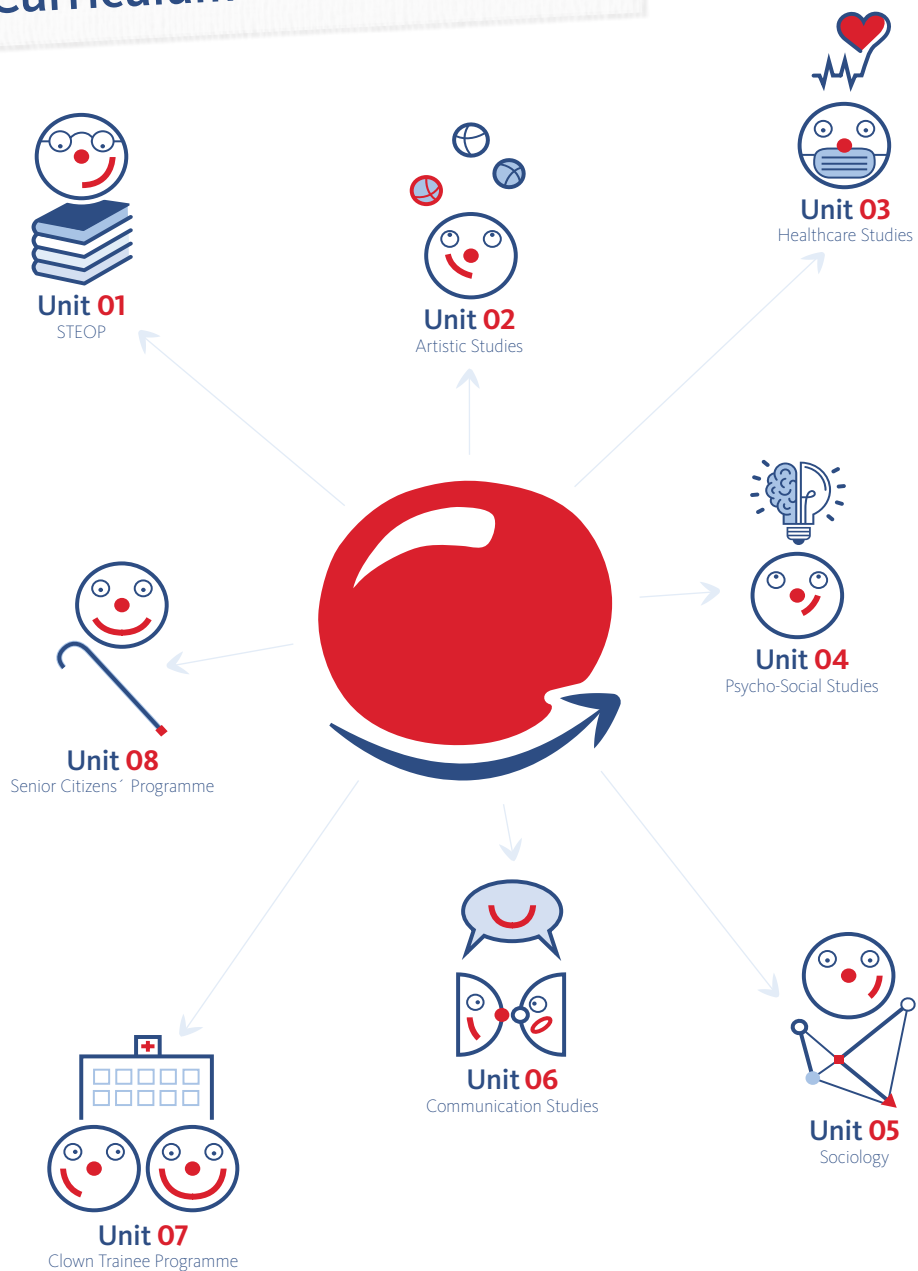 Curriculum
Unit 01
STEOP
Unit 02
Artistic Studies
Unit 03
Healthcare Studies
Unit 04
Psycho-Social Studies
Unit 05
Sociology
Unit 06
Communication Studies
Unit 07
Clown Trainee Programme
Unit 08
Senior Citizens´ Programme